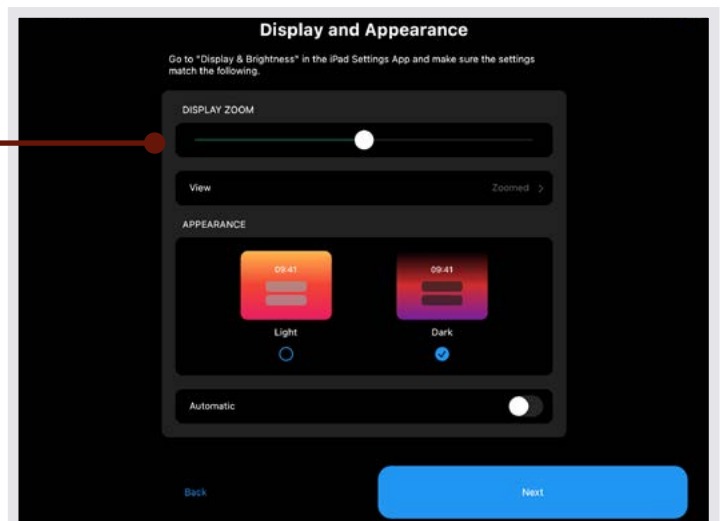 Display and Appearance
Go to "Display & Brightness" in the iPad Settings App and make sure the settings
match the following.
DISPLAY ZOOM
View
Zoomed >
APPEARANCE
09:41
09:41
Light
Dark
Automatic
Back
Next